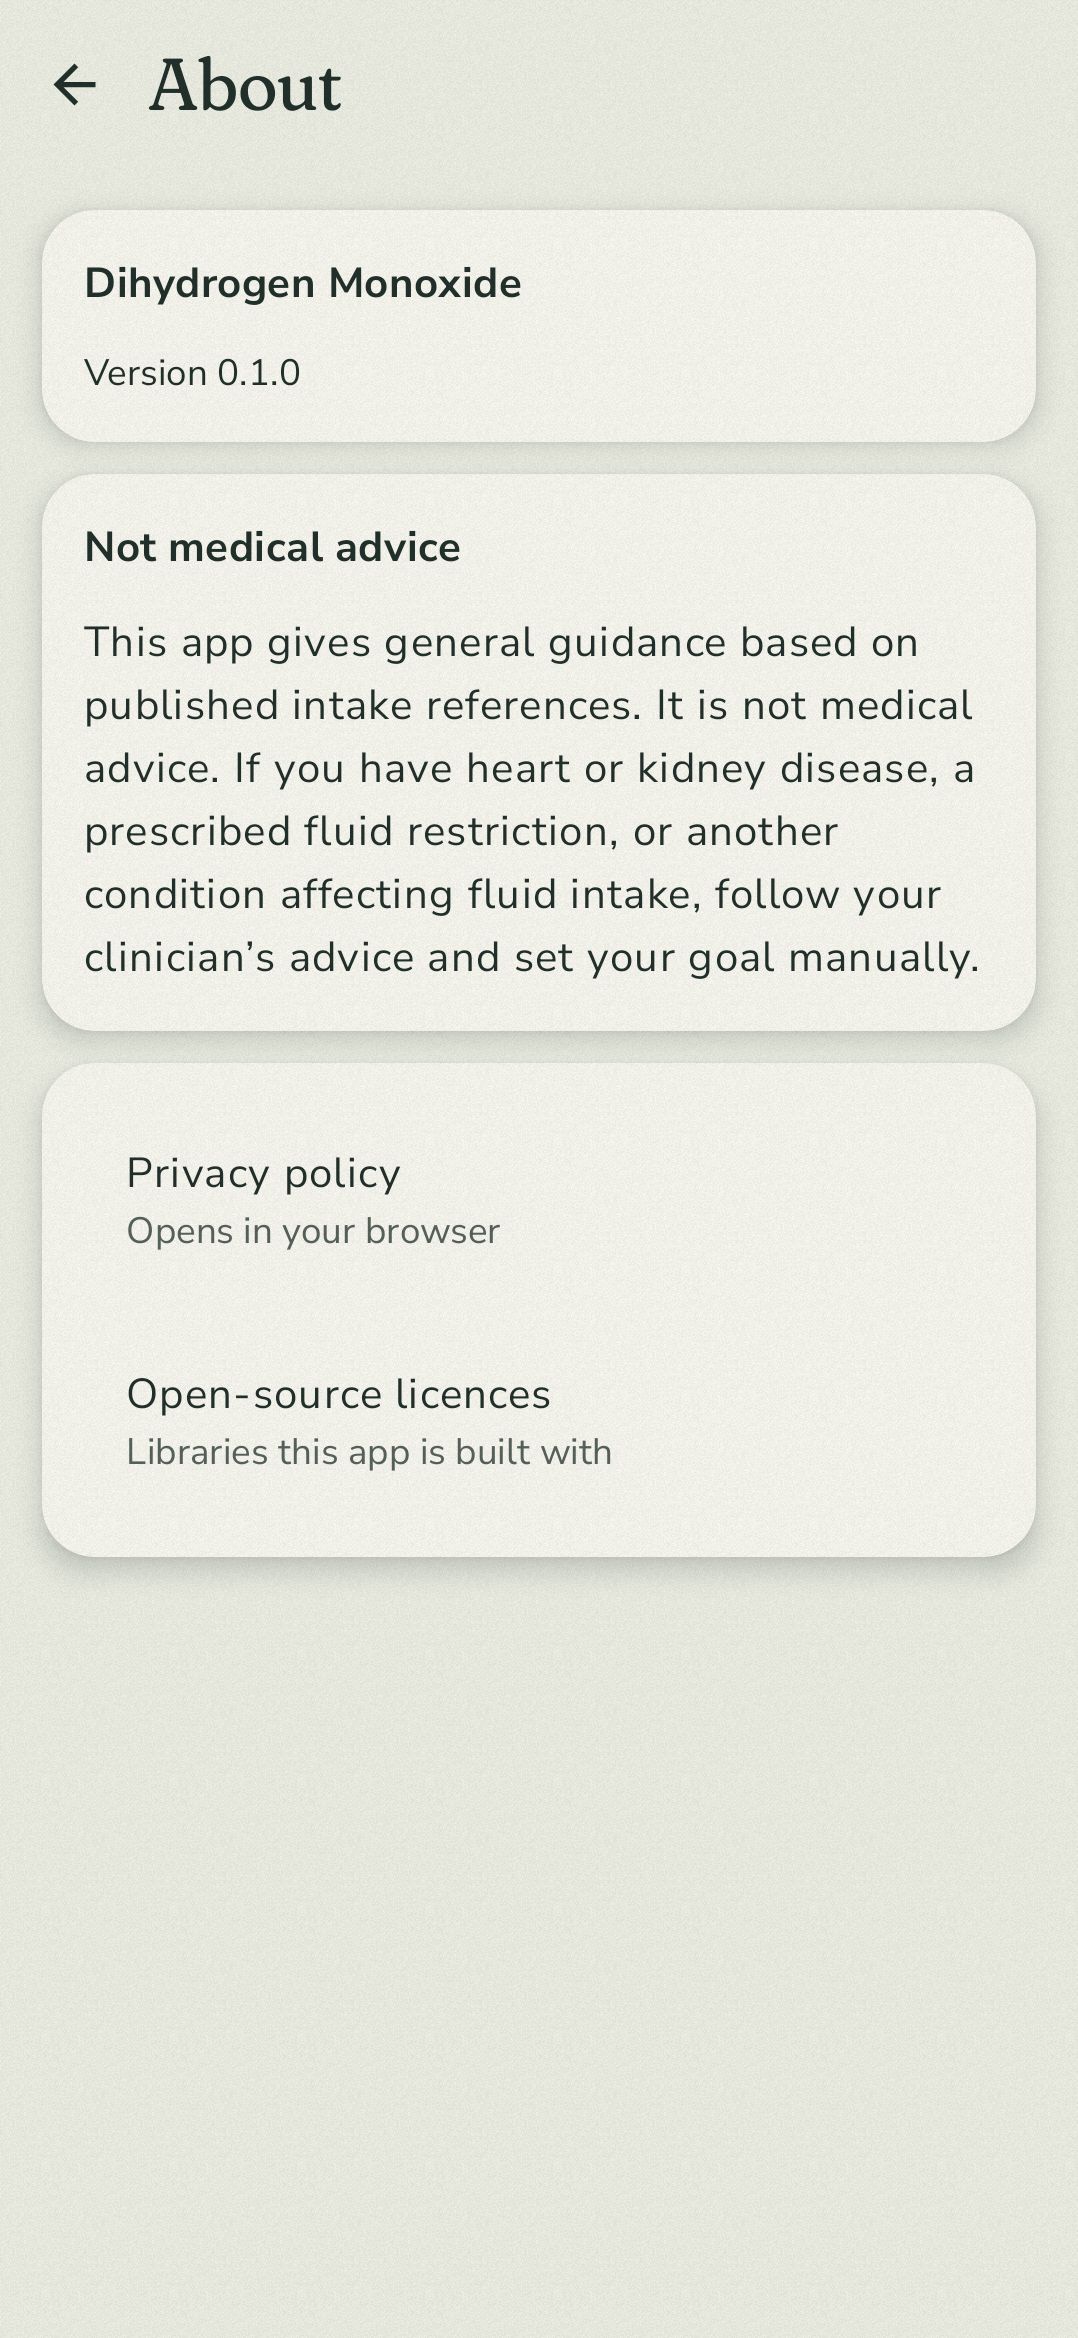 About
Dihydrogen Monoxide
Version 0.1.0
Not medical advice
This app gives general guidance based on
published intake references. It is not medical
advice. If you have heart or kidney disease, a
prescribed fluid restriction, or another
condition affecting fluid intake, follow your
clinician’s advice and set your goal manually.
Privacy policy
Opens in your browser
Open-source licences
Libraries this app is built with